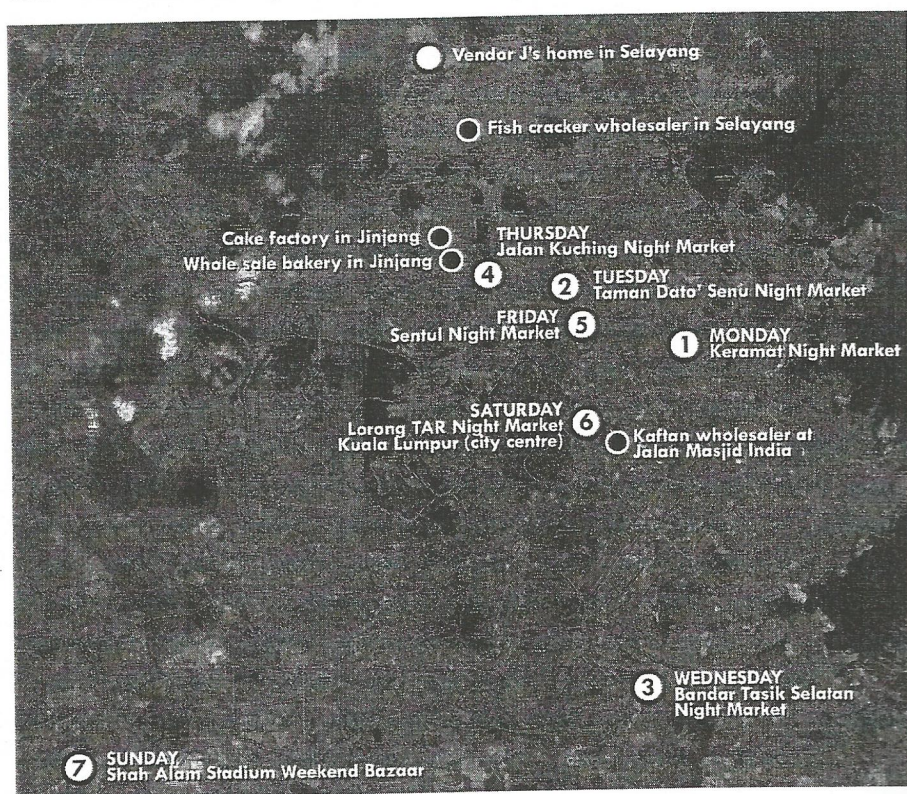 Vendor J's home in Selayang
Fish cracker wholesaler in Selayang
Cake factory in Jinjang
Whole sale bakery in Jinjang
4
THURSDAY
Jalan Kuching Night Market
2
TUESDAY
Taman Dato' Senu Night Market
FRIDAY
Sentul Night Market
5
1
MONDAY
Keramat Night Market
SATURDAY
Lorong TAR Night Market
Kuala Lumpur (city centre)
6
Kaftan wholesaler at
Jalan Masjid India
3
WEDNESDAY
Bandar Tasik Selatan
Night Market
7
SUNDAY
Shah Alam Stadium Weekend Bazaar